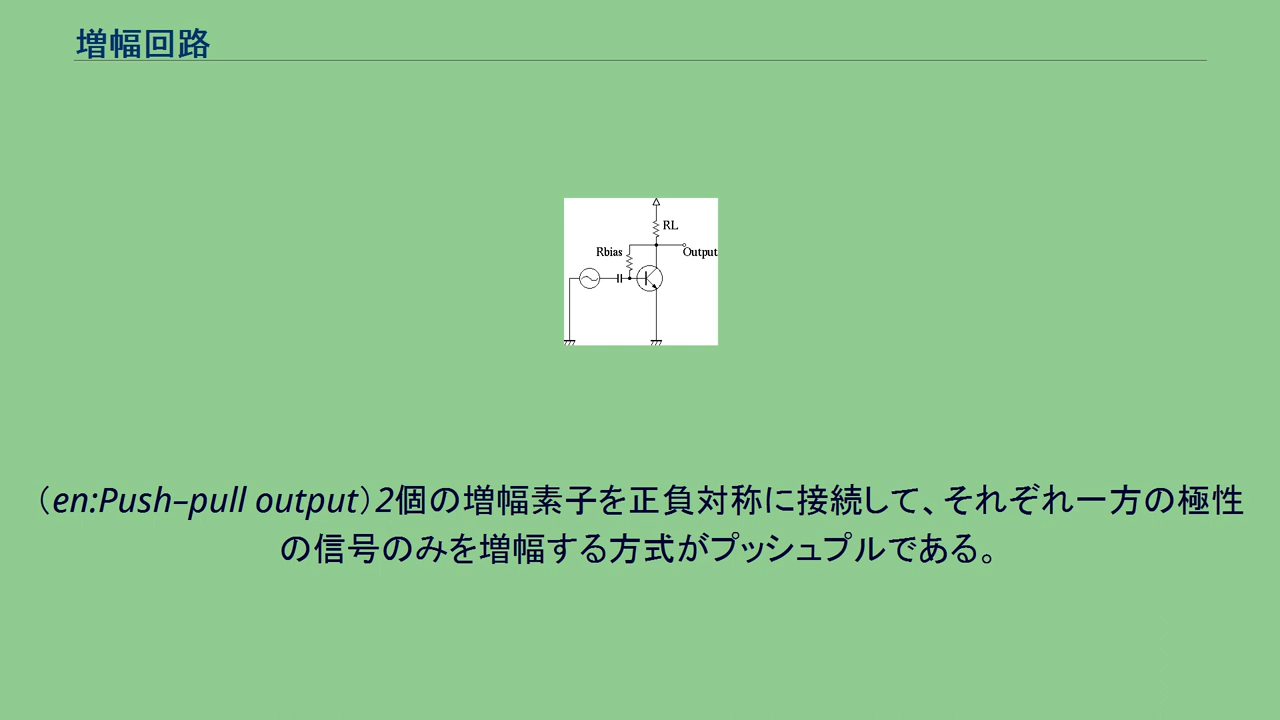 増幅回路
RL
Rbias
Output
（en:Push–pull output）2個の増幅素子を正負対称に接続して、それぞれ一方の極性
の信号のみを増幅する方式がプッシュプルである。